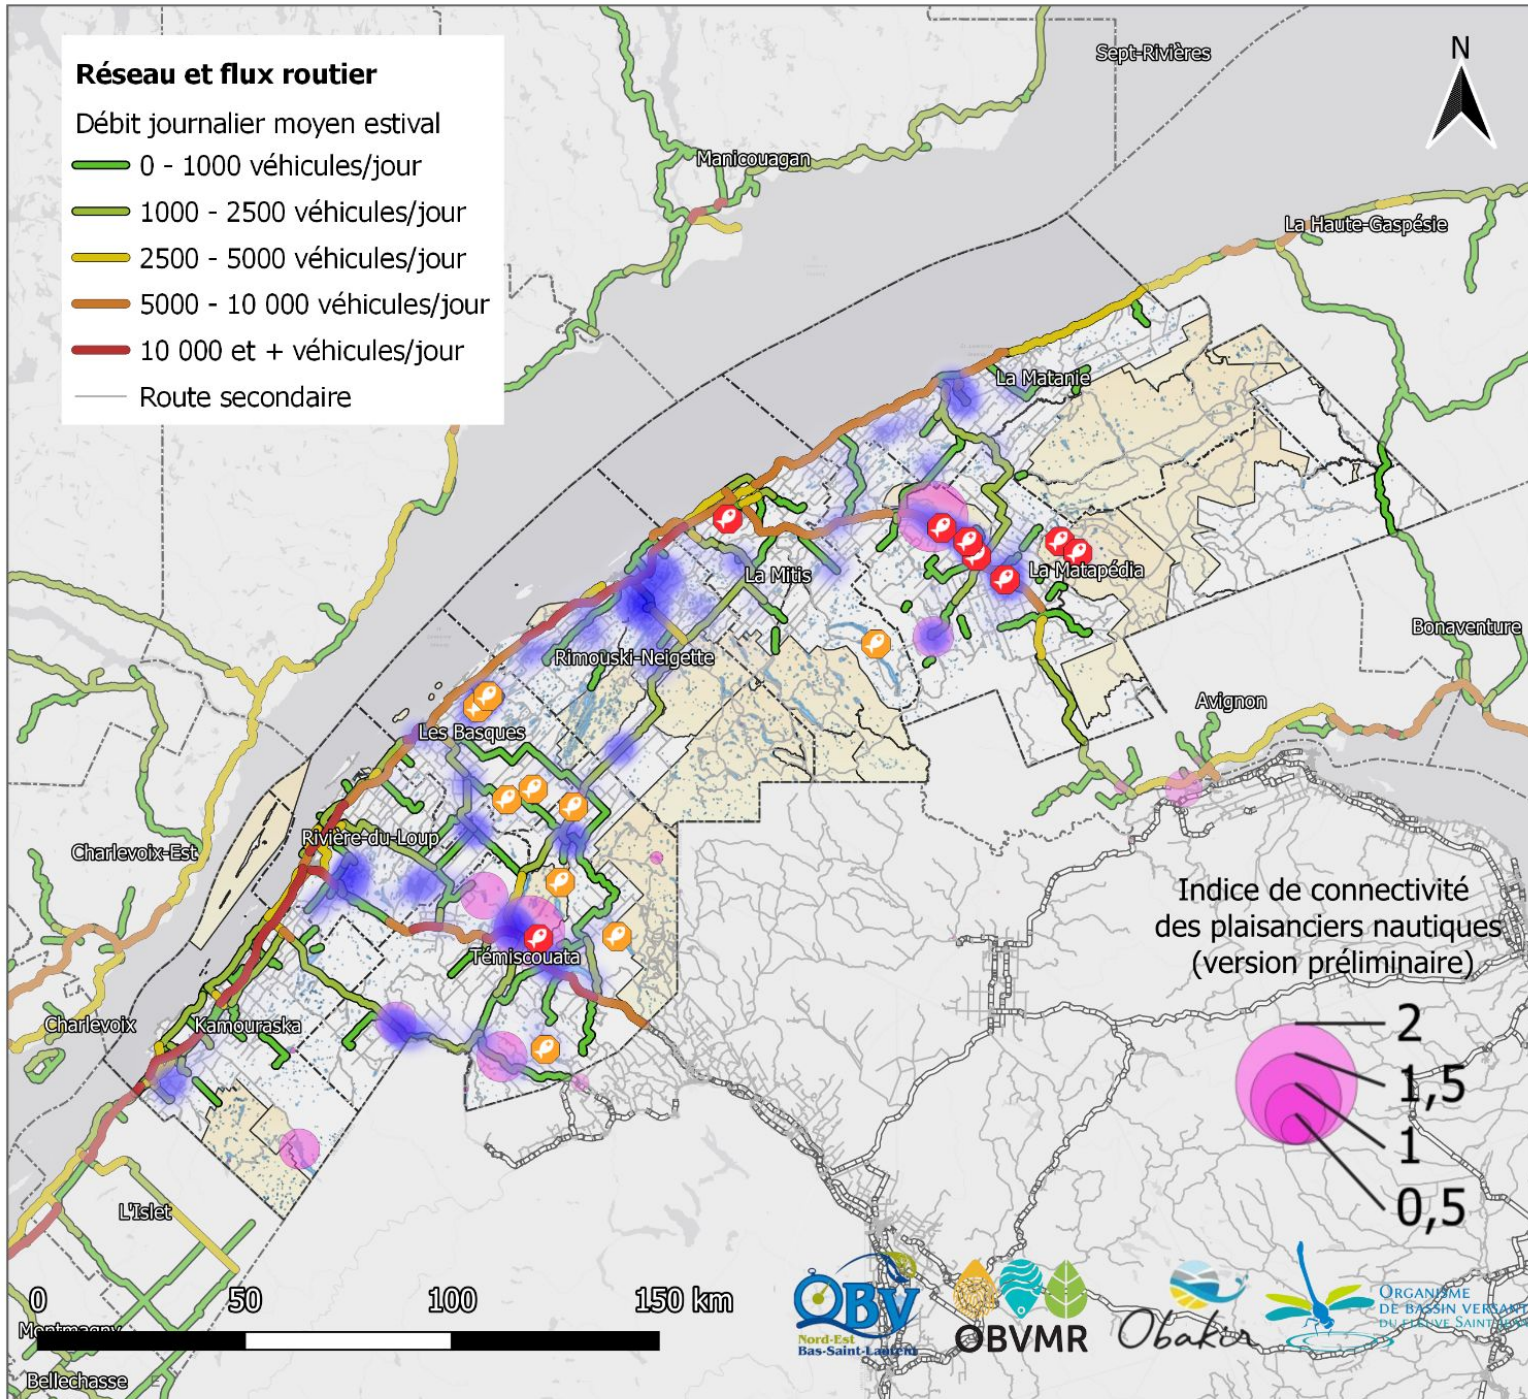 Réseau et flux routier
Débit journalier moyen estival
0 - 1000 véhicules/jour
1000 - 2500 véhicules/jour
2500 - 5000 véhicules/jour
5000 - 10 000 véhicules/jour
10 000 et + véhicules/jour
Route secondaire
N
Sept-Rivières
Manicouagan
La Haute-Gaspésie
La Matanie
La Mitis
La Matapédia
Rimouski-Neigette
Bonaventure
Avignon
Les Basques
Rivière-du-Loup
Charlevoix-Est
Témiscouata
Charlevoix
Kamouraska
L'Islet
Montmagny
Bellechasse
Indice de connectivité
des plaisanciers nautiques
(version préliminaire)
2
1,5
1
0,5
0 50 100 150 km
OBV
Nord-Est
Bas-Saint-Laurent
OBVMR
Obakir
ORGANISME
DE BASSIN VERSANT
DU FLEUVE SAINT